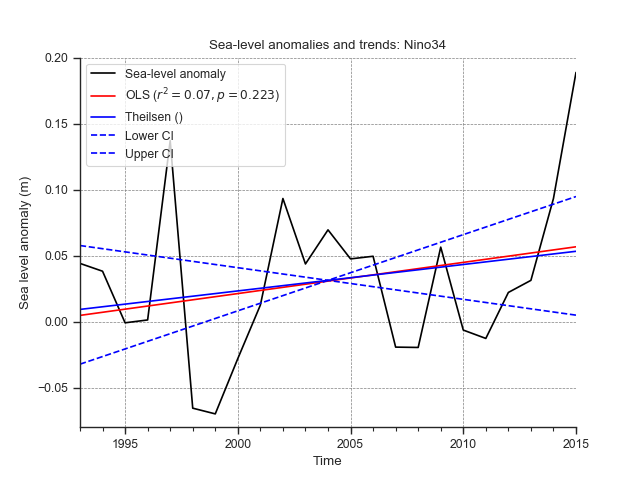 Sea-level anomalies and trends: Nino34
0.20
0.15
0.10
0.05
0.00
−0.05
Sea level anomaly (m)
Sea-level anomaly
OLS (r² = 0.07, p = 0.223)
Theilsen ()
Lower CI
Upper CI
1995
2000
2005
2010
2015
Time